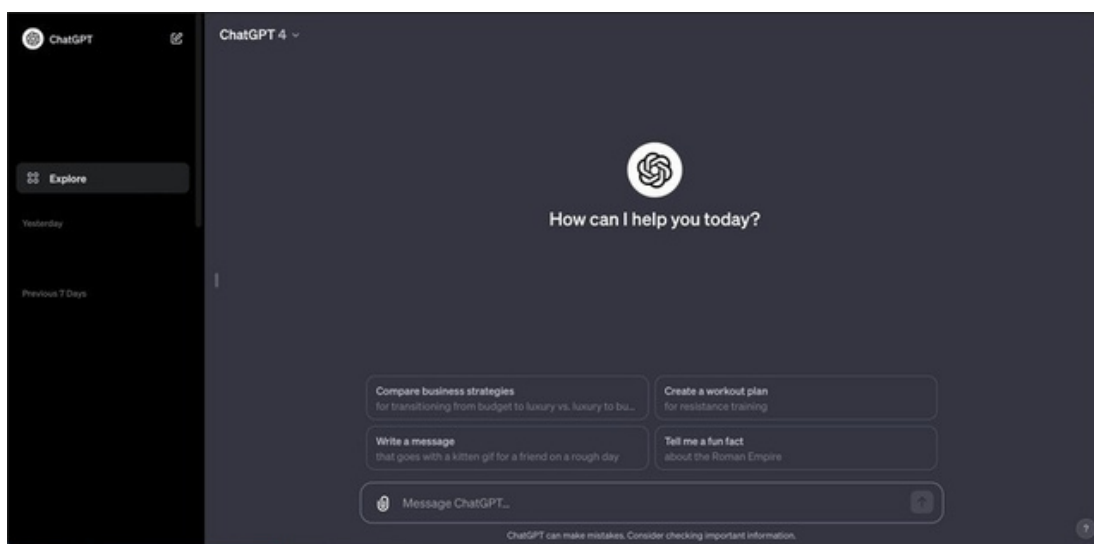 ChatGPT
ChatGPT 4
Explore
Yesterday
Previous 7 Days
How can I help you today?
Compare business strategies
for transitioning from budget to luxury vs. luxury to bu...
Create a workout plan
for resistance training
Write a message
that goes with a kitten gif for a friend on a rough day
Tell me a fun fact
about the Roman Empire
Message ChatGPT...
ChatGPT can make mistakes. Consider checking important information.
?